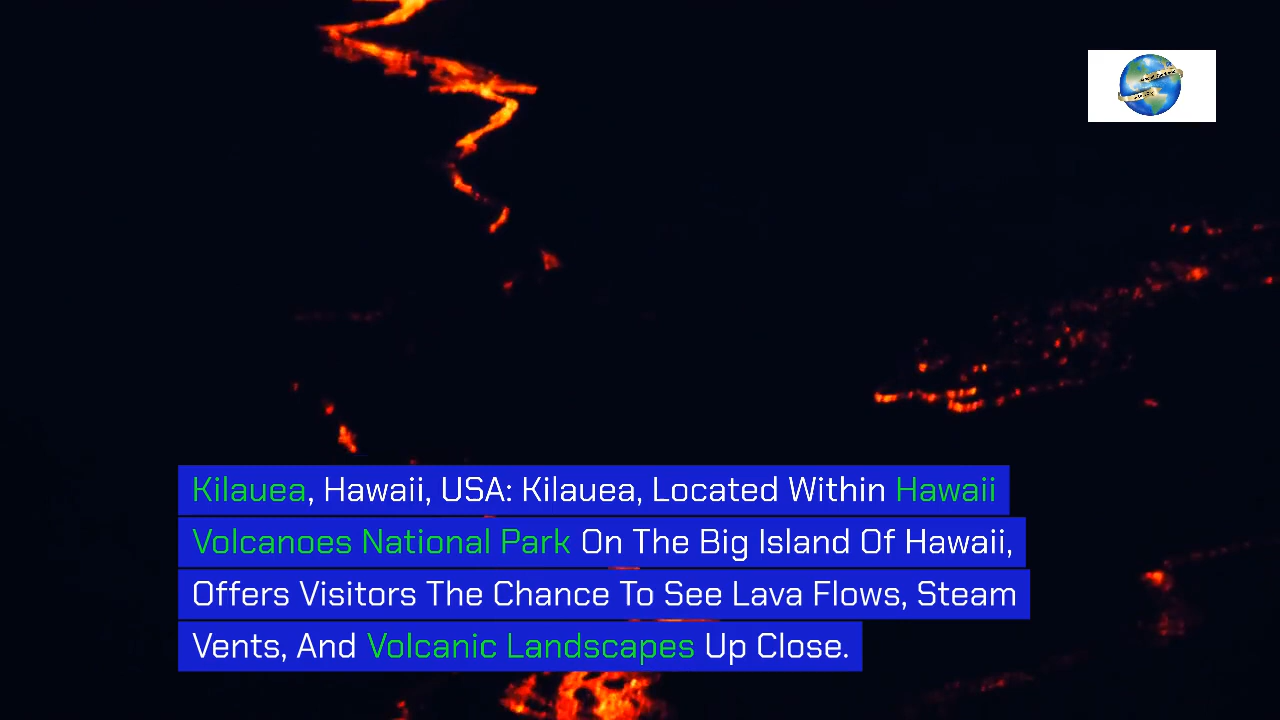 Kilauea, Hawaii, USA: Kilauea, Located Within Hawaii
Volcanoes National Park On The Big Island Of Hawaii,
Offers Visitors The Chance To See Lava Flows, Steam
Vents, And Volcanic Landscapes Up Close.